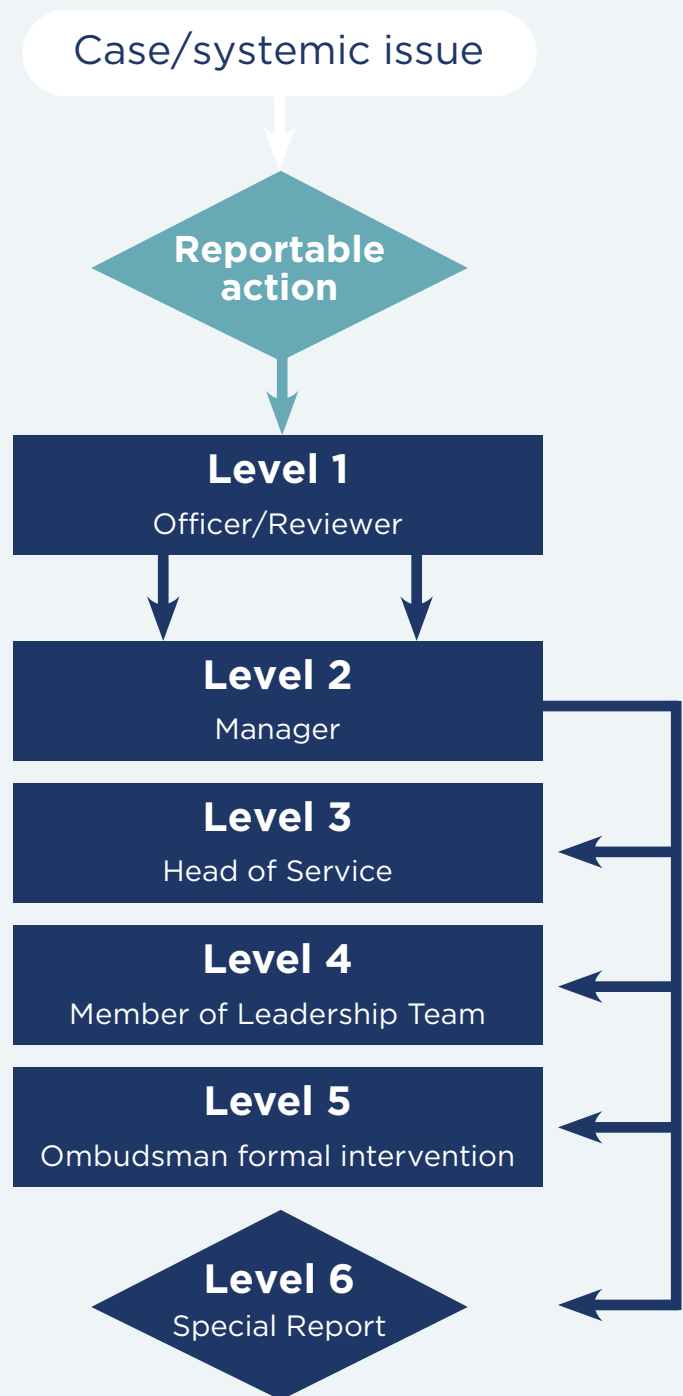 Case/systemic issue
Reportable
action
Level 1
Officer/Reviewer
Level 2
Manager
Level 3
Head of Service
Level 4
Member of Leadership Team
Level 5
Ombudsman formal intervention
Level 6
Special Report